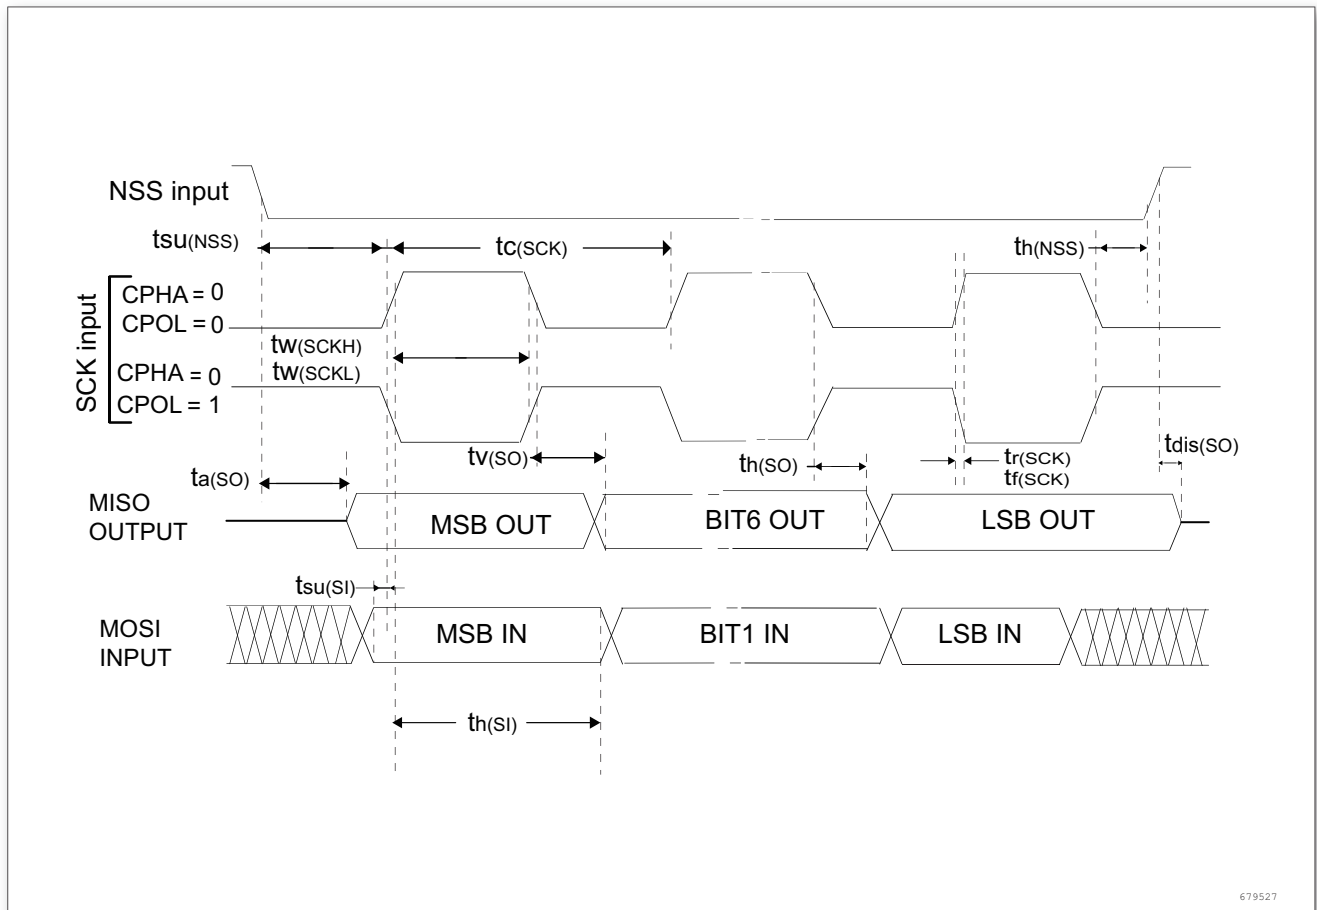 NSS input
tsu(NSS)
tc(SCK)
th(NSS)
SCK input
CPHA = 0
CPOL = 0
tw(SCKH)
CPHA = 0
tw(SCKL)
CPOL = 1
tv(SO)
th(SO)
tr(SCK)
tf(SCK)
tdis(SO)
ta(SO)
MISO
OUTPUT
MSB OUT
BIT6 OUT
LSB OUT
tsu(SI)
MOSI
INPUT
MSB IN
BIT1 IN
LSB IN
th(SI)
679527